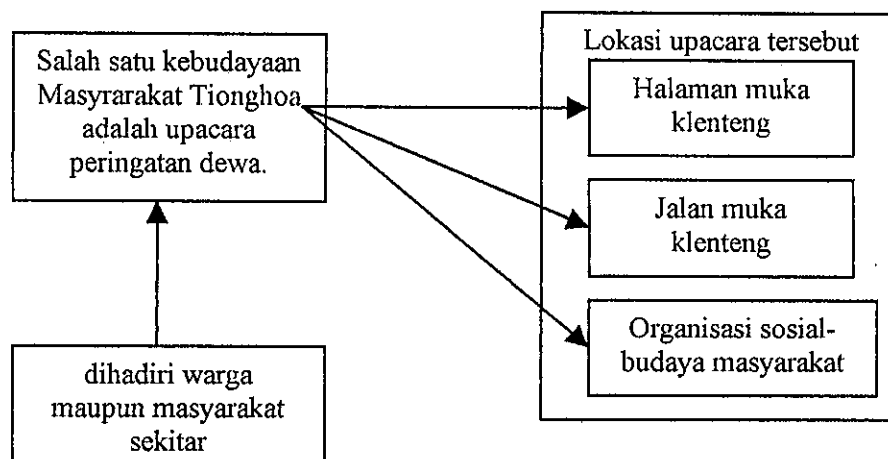 Salah satu kebudayaan
Masyrarakat Tionghoa
adalah upacara
peringatan dewa.
dihadiri warga
maupun masyarakat
sekitar
Lokasi upacara tersebut
Halaman muka
klenteng
Jalan muka
klenteng
Organisasi sosial-
budaya masyarakat